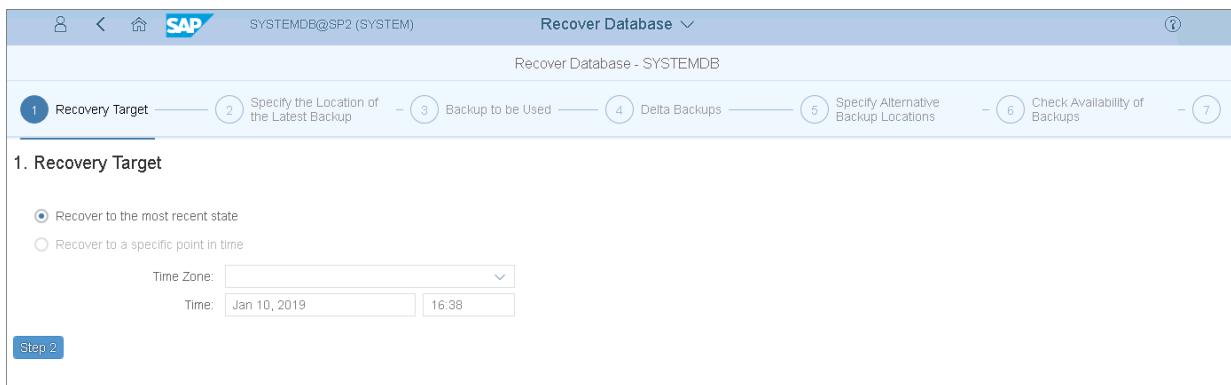 SAP SYSTEMDB@SP2 (SYSTEM) Recover Database ?
Recover Database - SYSTEMDB
1 Recovery Target
2 Specify the Location of
the Latest Backup
3 Backup to be Used
4 Delta Backups
5 Specify Alternative
Backup Locations
6 Check Availability of
Backups
7
1. Recovery Target
Recover to the most recent state
Recover to a specific point in time
Time Zone:
Time: Jan 10, 2019 16:38
Step 2